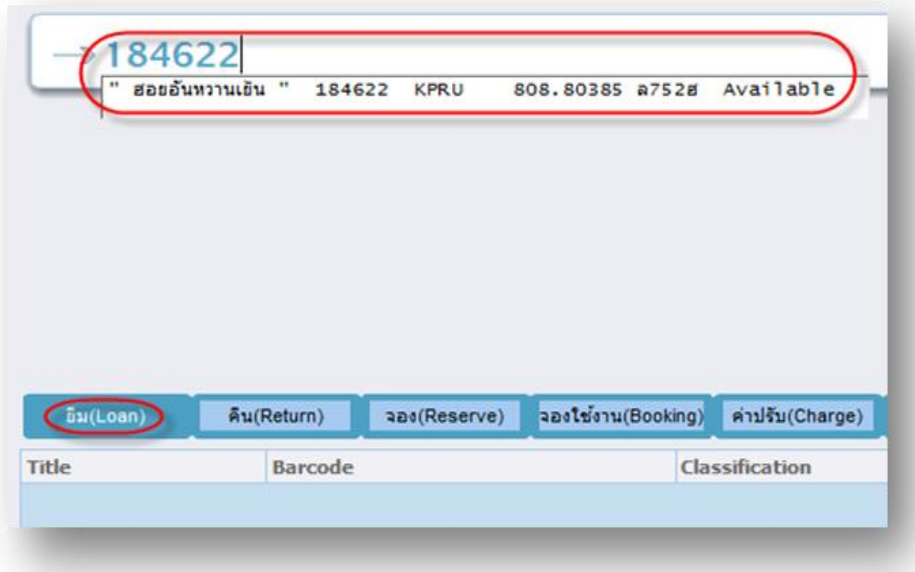 184622
" สอยอันหวานเย็น " 184622 KPRU 808.80385 ล752ส Available
ยืม(Loan) คืน(Return) จอง(Reserve) จองใช้งาน(Booking) ค่าปรับ(Charge)
Title Barcode Classification